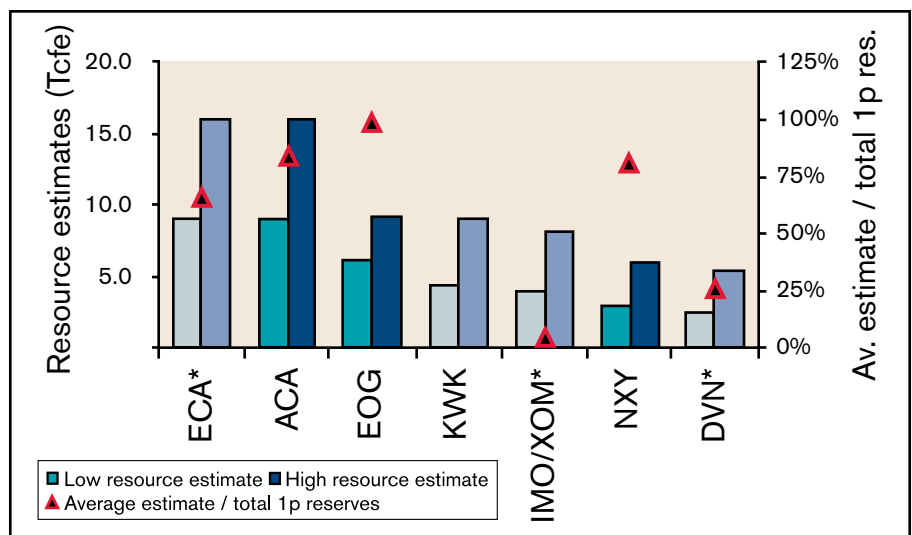 Resource estimates (Tcfe)
20.0
15.0
10.0
5.0
125%
100%
75%
50%
25%
0%
Av. estimate / total 1p res.
ECA*
ACA
EOG
KWK
IMO/XOM*
NXY
DVN*
Low resource estimate High resource estimate
Average estimate / total 1p reserves